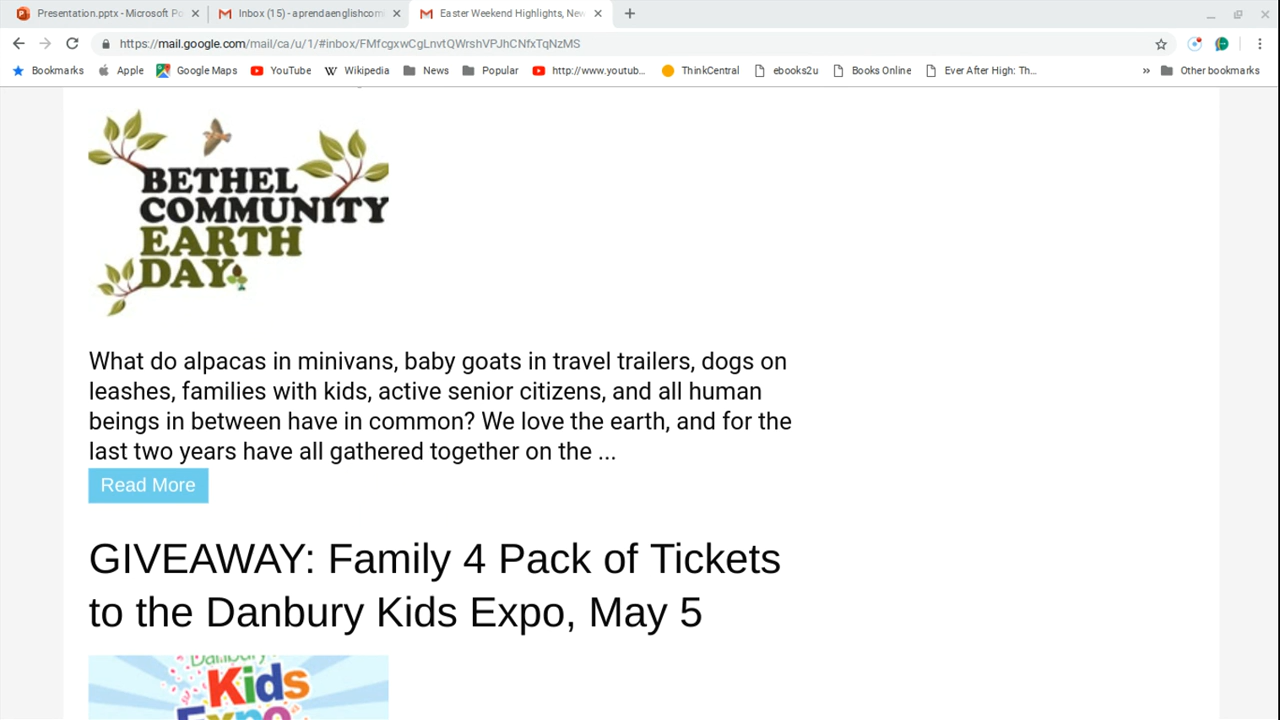 Presentation.pptx - Microsoft Po
Inbox (15) - aprendaenglishcom
Easter Weekend Highlights, New
https://mail.google.com/mail/ca/u/1/#inbox/FMfcgxwCgLnvtQWrshVPJhCNfxTqNzMS
Bookmarks
Apple
Google Maps
YouTube
Wikipedia
News
Popular
http://www.youtub...
ThinkCentral
ebooks2u
Books Online
Ever After High: Th...
Other bookmarks
BETHEL
COMMUNITY
EARTH
DAY
What do alpacas in minivans, baby goats in travel trailers, dogs on
leashes, families with kids, active senior citizens, and all human
beings in between have in common? We love the earth, and for the
last two years have all gathered together on the ...
Read More
GIVEAWAY: Family 4 Pack of Tickets
to the Danbury Kids Expo, May 5
Danbury
Kids
Expo